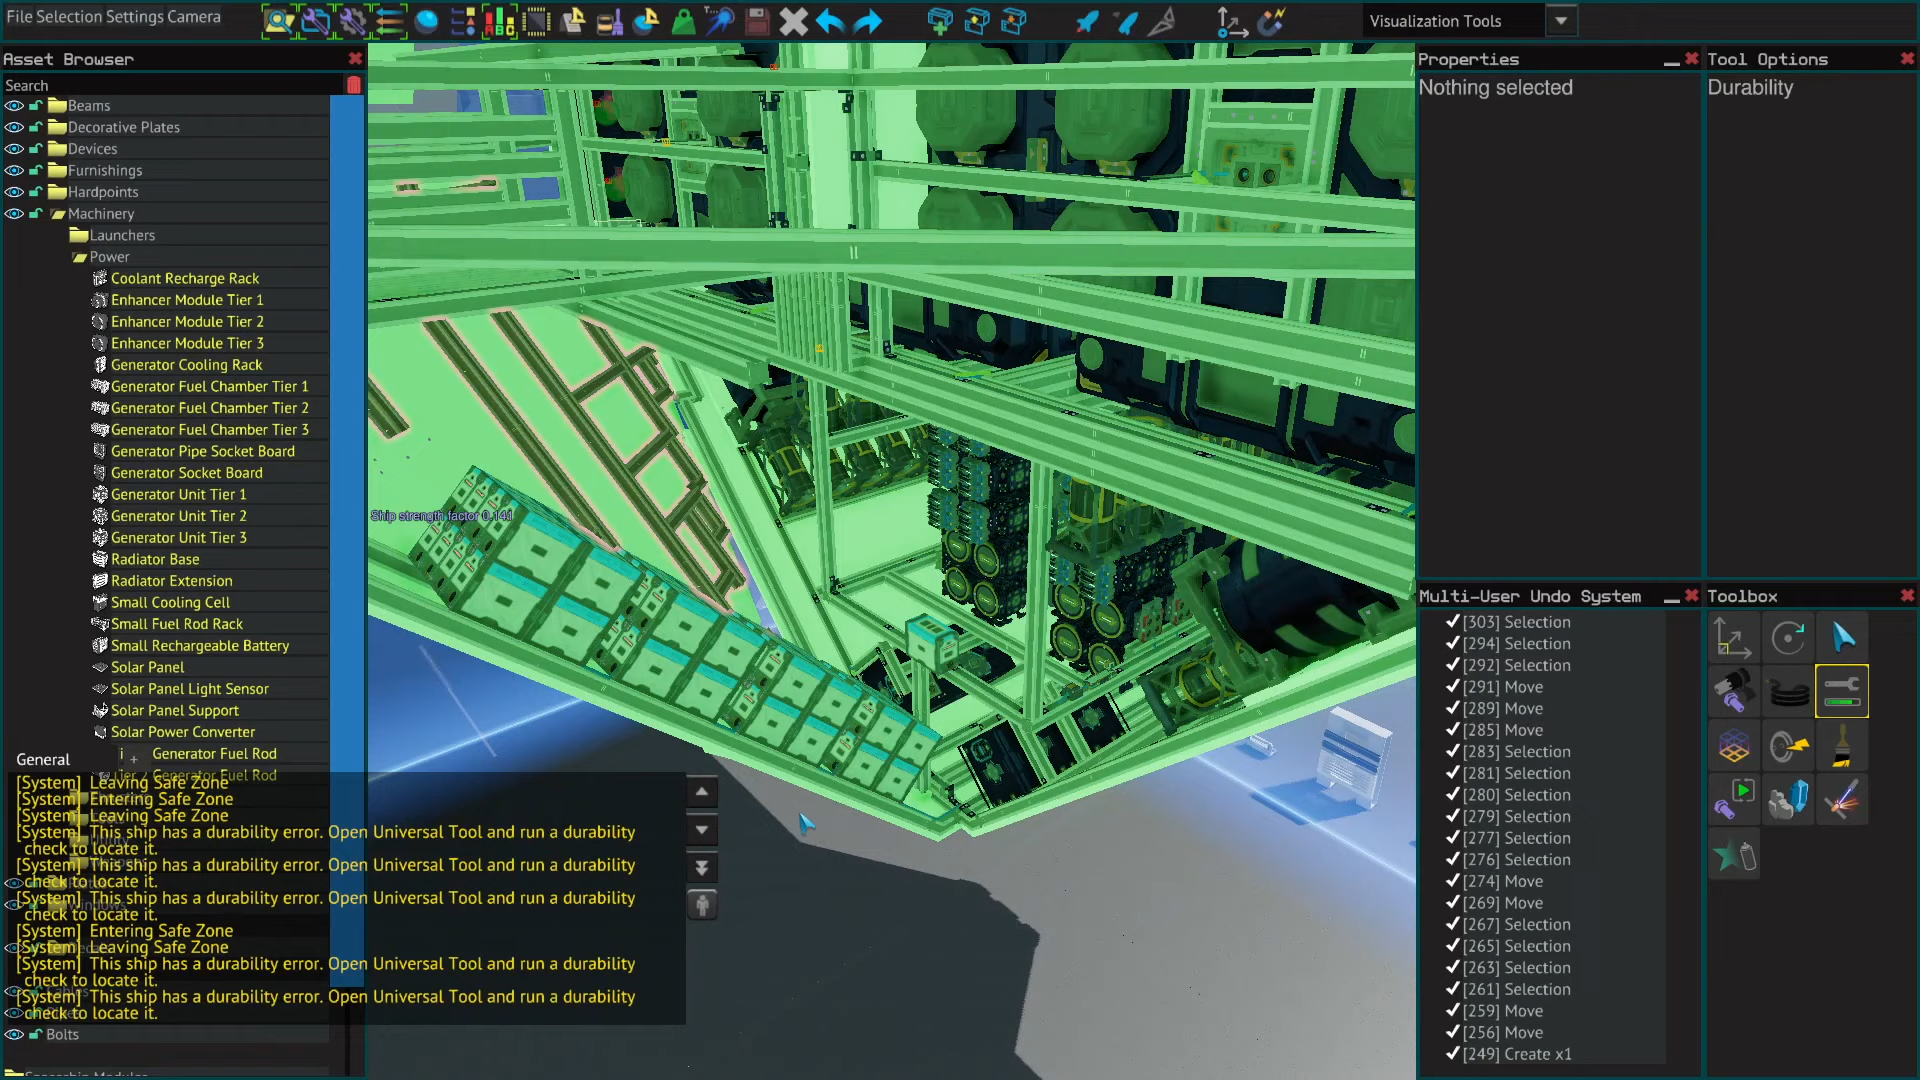 File Selection Settings Camera
ABC
Visualization Tools
Asset Browser
Search
Beams
Decorative Plates
Devices
Furnishings
Hardpoints
Machinery
Launchers
Power
Coolant Recharge Rack
Enhancer Module Tier 1
Enhancer Module Tier 2
Enhancer Module Tier 3
Generator Cooling Rack
Generator Fuel Chamber Tier 1
Generator Fuel Chamber Tier 2
Generator Fuel Chamber Tier 3
Generator Pipe Socket Board
Generator Socket Board
Generator Unit Tier 1
Generator Unit Tier 2
Generator Unit Tier 3
Radiator Base
Radiator Extension
Small Cooling Cell
Small Fuel Rod Rack
Small Rechargeable Battery
Solar Panel
Solar Panel Light Sensor
Solar Panel Support
Solar Power Converter
Generator Fuel Rod
Tier 2 Generator Fuel Rod
General
[System] Leaving Safe Zone
[System] Entering Safe Zone
[System] Leaving Safe Zone
[System] This ship has a durability error. Open Universal Tool and run a durability
check to locate it.
[System] This ship has a durability error. Open Universal Tool and run a durability
check to locate it.
[System] This ship has a durability error. Open Universal Tool and run a durability
check to locate it.
[System] Entering Safe Zone
[System] Leaving Safe Zone
[System] This ship has a durability error. Open Universal Tool and run a durability
check to locate it.
[System] This ship has a durability error. Open Universal Tool and run a durability
check to locate it.
Bolts
Spaceship Modules
Ship strength factor 0.141
Properties
Nothing selected
Tool Options
Durability
Multi-User Undo System
[303] Selection
[294] Selection
[292] Selection
[291] Move
[289] Move
[285] Move
[283] Selection
[281] Selection
[280] Selection
[279] Selection
[277] Selection
[276] Selection
[274] Move
[269] Move
[267] Selection
[265] Selection
[263] Selection
[261] Selection
[259] Move
[256] Move
[249] Create x1
Toolbox